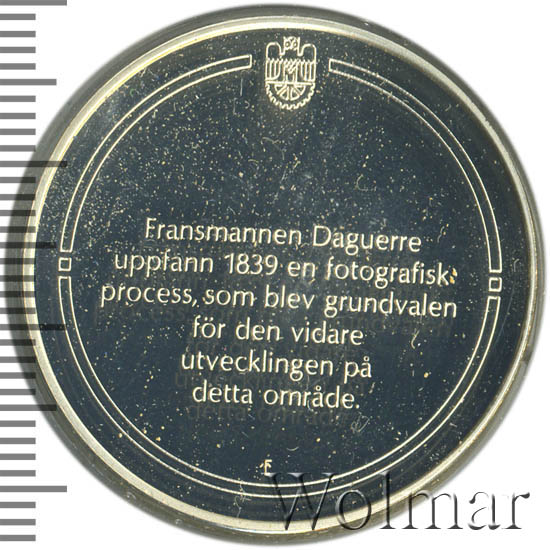 Fransmannen Daguerre
uppfann 1839 en fotografisk
process, som blev grundvalen
för den vidare
utvecklingen på
detta område.
F
Wolmar